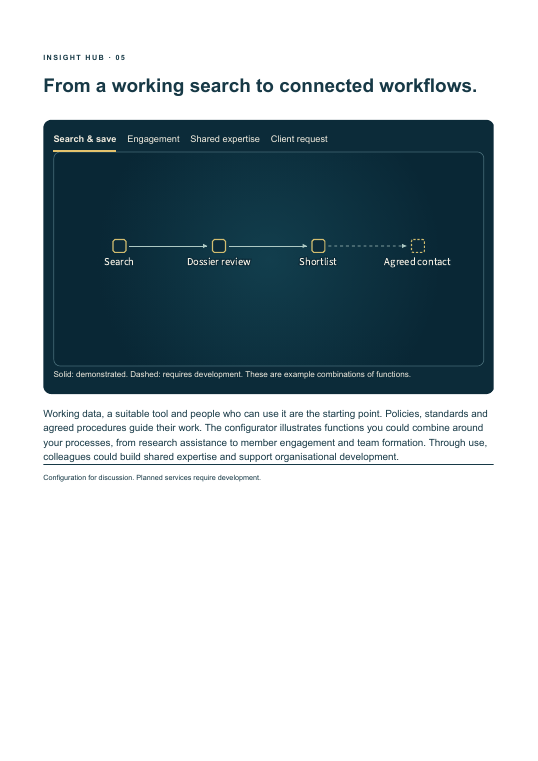 INSIGHT HUB · 05
From a working search to connected workflows.
Search & save Engagement Shared expertise Client request
Search Dossier review Shortlist Agreed contact
Solid: demonstrated. Dashed: requires development. These are example combinations of functions.
Working data, a suitable tool and people who can use it are the starting point. Policies, standards and
agreed procedures guide their work. The configurator illustrates functions you could combine around
your processes, from research assistance to member engagement and team formation. Through use,
colleagues could build shared expertise and support organisational development.
Configuration for discussion. Planned services require development.